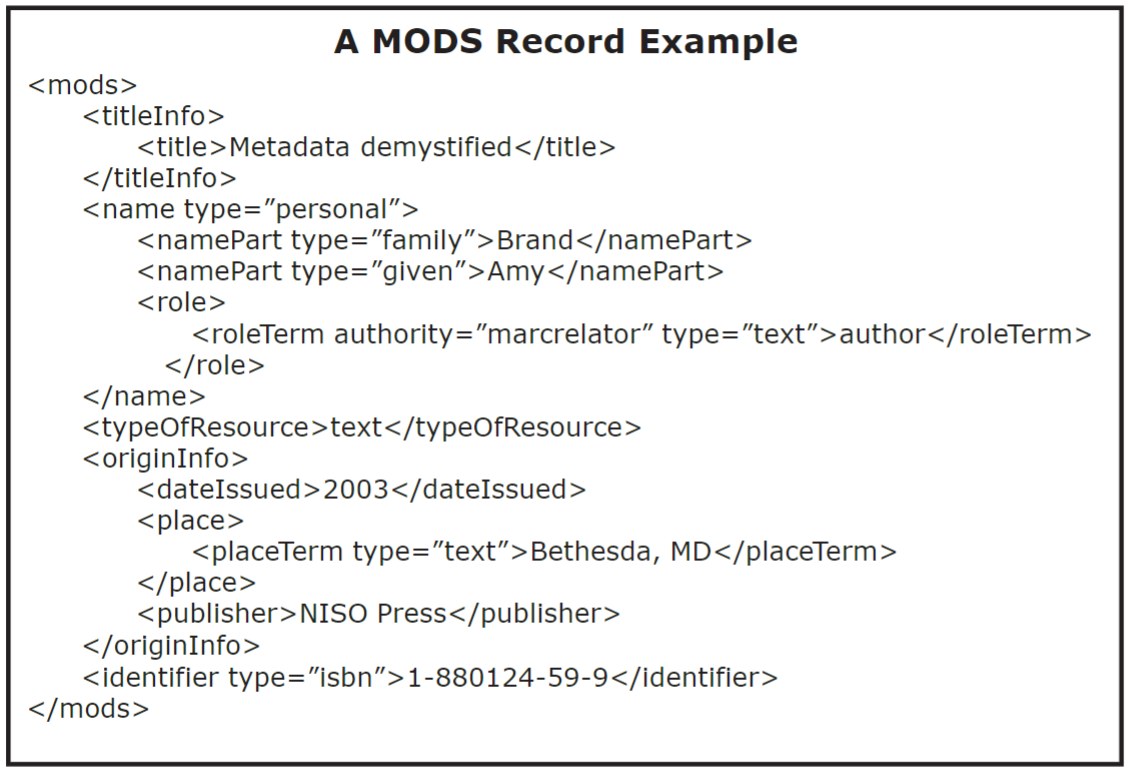 A MODS Record Example
<mods>
<titleInfo>
<title>Metadata demystified</title>
</titleInfo>
<name type=”personal”>
<namePart type=”family”>Brand</namePart>
<namePart type=”given”>Amy</namePart>
<role>
<roleTerm authority=”marcrelator” type=”text”>author</roleTerm>
</role>
</name>
<typeOfResource>text</typeOfResource>
<originInfo>
<dateIssued>2003</dateIssued>
<place>
<placeTerm type=”text”>Bethesda, MD</placeTerm>
</place>
<publisher>NISO Press</publisher>
</originInfo>
<identifier type=”isbn”>1-880124-59-9</identifier>
</mods>